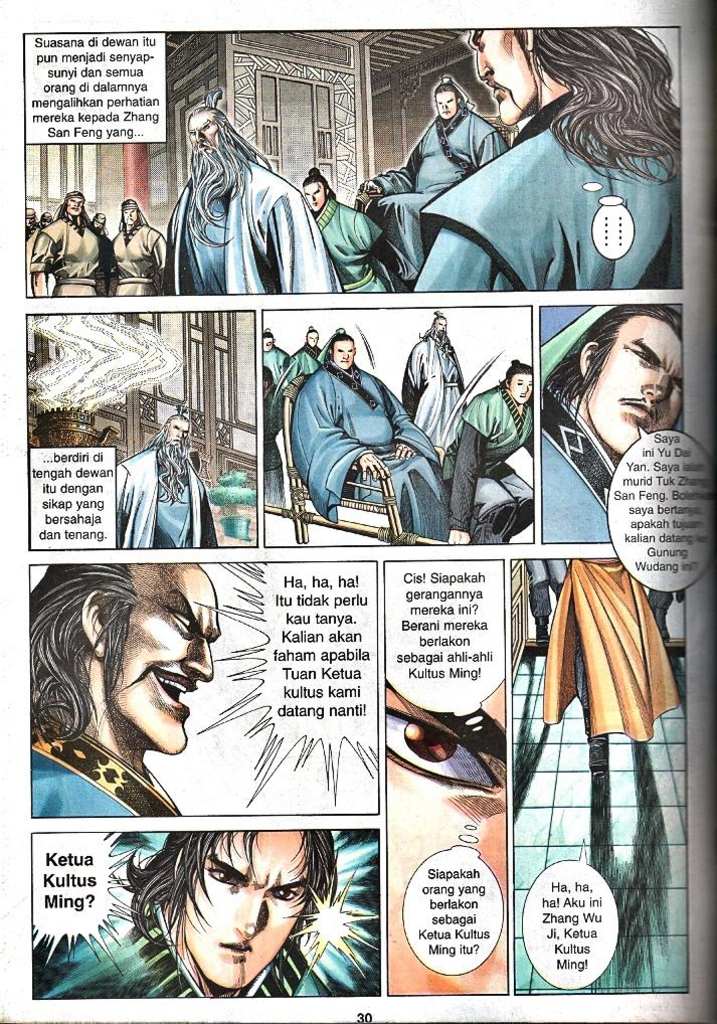 Suasana di dewan itu
pun menjadi senyap-
sunyi dan semua
orang di dalamnya
mengalihkan perhatian
mereka kepada Zhang
San Feng yang...
......
...berdiri di
tengah dewan
itu dengan
sikap yang
bersahaja
dan tenang.
Saya
ini Yu Dai
Yan. Saya ialah
murid Tuk Zhang
San Feng. Boleh
saya bertanya,
apakah tujuan
kalian datang ke
Gunung
Wudang ini?
Ha, ha, ha!
Itu tidak perlu
kau tanya.
Kalian akan
faham apabila
Tuan Ketua
kultus kami
datang nanti!
Cis! Siapakah
gerangannya
mereka ini?
Berani mereka
berlakon
sebagai ahli-ahli
Kultus Ming!
Ketua
Kultus
Ming?
Siapakah
orang yang
berlakon
sebagai
Ketua Kultus
Ming itu?
Ha, ha,
ha! Aku ini
Zhang Wu
Ji, Ketua
Kultus
Ming!
30